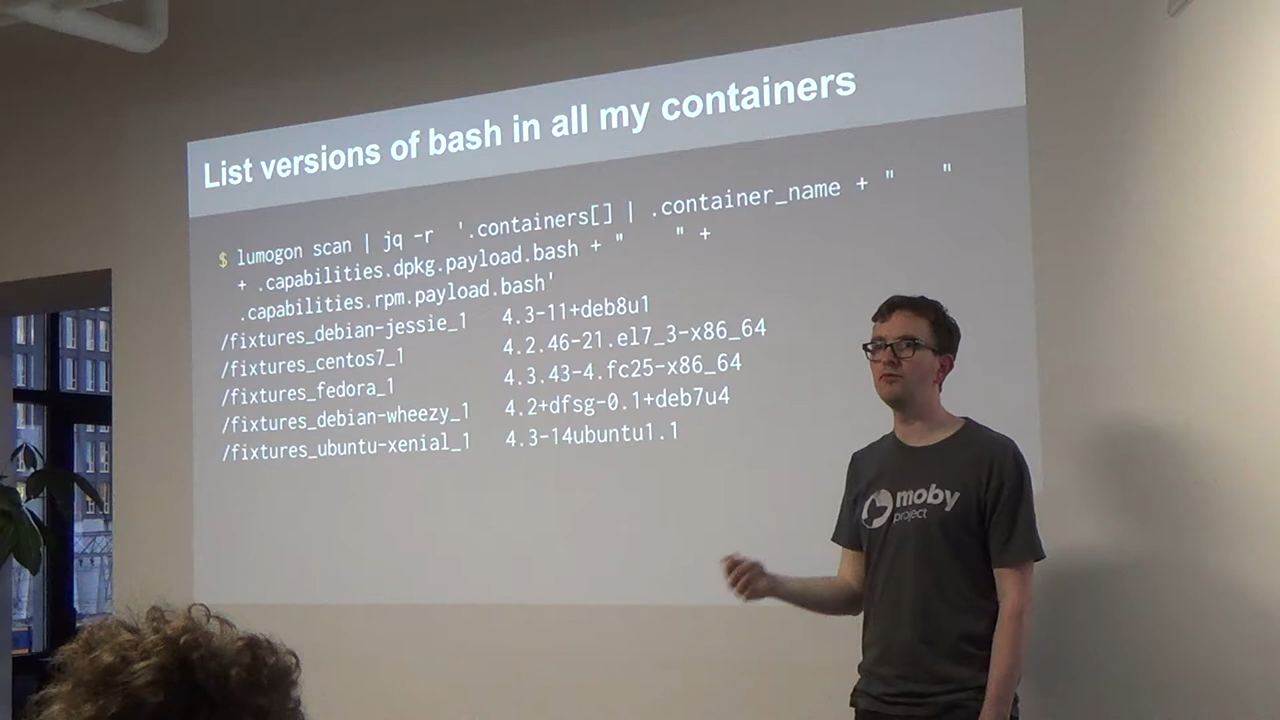 List versions of bash in all my containers
$ lumogon scan | jq -r '.containers[] | .container_name + "    "
+ .capabilities.dpkg.payload.bash + "    " +
.capabilities.rpm.payload.bash'
/fixtures_debian-jessie_1 4.3-11+deb8u1
/fixtures_centos7_1 4.2.46-21.el7_3-x86_64
/fixtures_fedora_1 4.3.43-4.fc25-x86_64
/fixtures_debian-wheezy_1 4.2+dfsg-0.1+deb7u4
/fixtures_ubuntu-xenial_1 4.3-14ubuntu1.1
moby
project